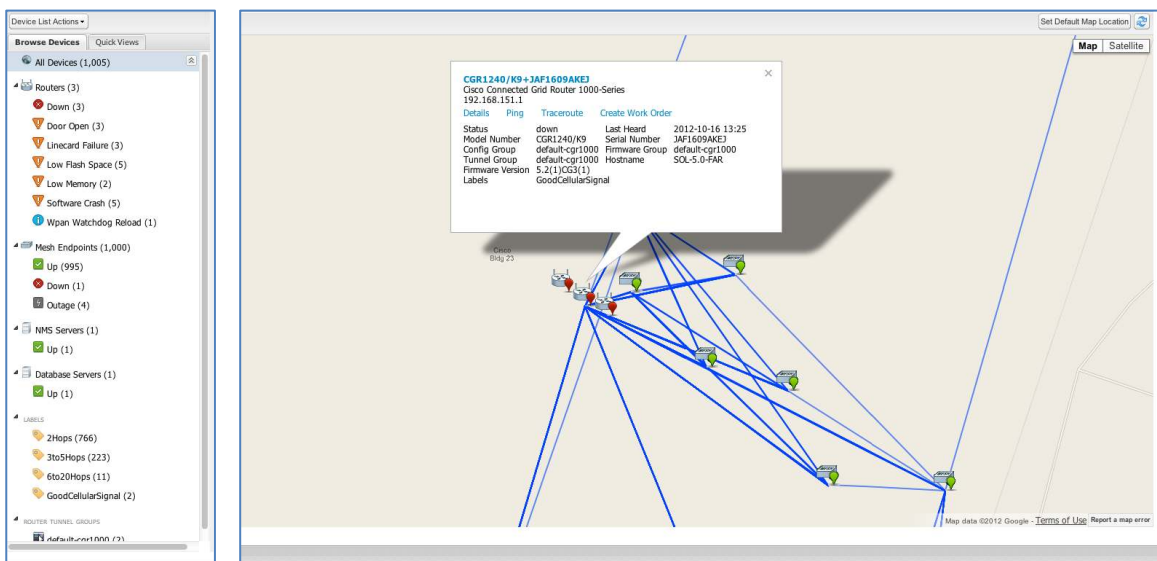 Device List Actions
Browse Devices Quick Views
All Devices (1,005)
Routers (3)
Down (3)
Door Open (3)
Linecard Failure (3)
Low Flash Space (5)
Low Memory (2)
Software Crash (5)
Wpan Watchdog Reload (1)
Mesh Endpoints (1,000)
Up (995)
Down (1)
Outage (4)
NMS Servers (1)
Up (1)
Database Servers (1)
Up (1)
LABELS
2Hops (766)
3to5Hops (223)
6to20Hops (11)
GoodCellularSignal (2)
ROUTER TUNNEL GROUPS
default-cgr1000 (2)
Set Default Map Location
Map Satellite
CGR1240/K9+JAF1609AKEJ
Cisco Connected Grid Router 1000-Series
192.168.151.1
Details Ping Traceroute Create Work Order
Status down Last Heard 2012-10-16 13:25
Model Number CGR1240/K9 Serial Number JAF1609AKEJ
Config Group default-cgr1000 Firmware Group default-cgr1000
Tunnel Group default-cgr1000 Hostname SOL-5.0-FAR
Firmware Version 5.2(1)CG3(1)
Labels GoodCellularSignal
Cisco
Bldg 23
Map data ©2012 Google - Terms of Use Report a map error